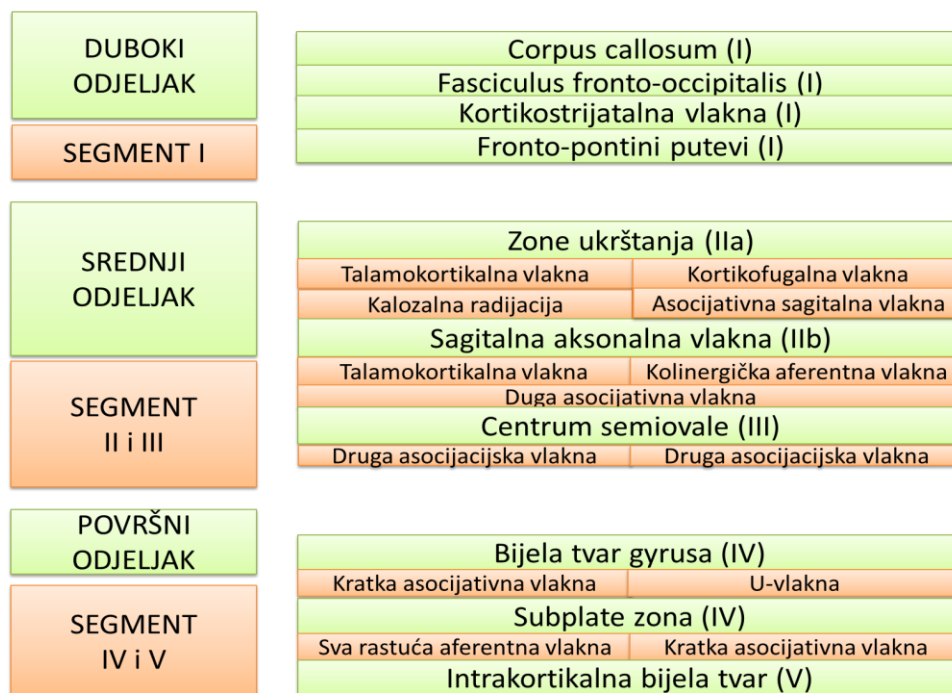 DUBOKI
ODJELJAK
SEGMENT I
Corpus callosum (I)
Fasciculus fronto-occipitalis (I)
Kortikostrijatalna vlakna (I)
Fronto-pontini putevi (I)
SREDNJI
ODJELJAK
SEGMENT
II i III
Zone ukrštanja (IIa)
Talamokortikalna vlakna Kortikofugalna vlakna
Kalozalna radijacija Asocijativna sagitalna vlakna
Sagitalna aksonalna vlakna (IIb)
Talamokortikalna vlakna Kolinergička aferentna vlakna
Duga asocijativna vlakna
Centrum semiovale (III)
Druga asocijacijska vlakna Druga asocijacijska vlakna
POVRŠNI
ODJELJAK
SEGMENT
IV i V
Bijela tvar gyrusa (IV)
Kratka asocijativna vlakna U-vlakna
Subplate zona (IV)
Sva rastuća aferentna vlakna Kratka asocijativna vlakna
Intrakortikalna bijela tvar (V)